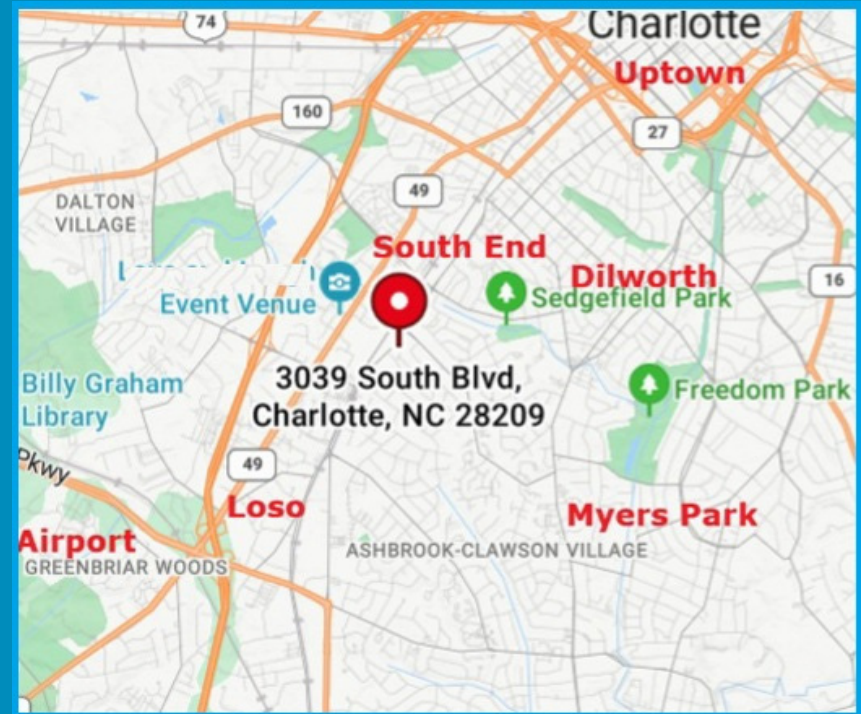 74
Charlotte
Uptown
160
27
DALTON
VILLAGE
49
South End
Dilworth
16
Event Venue
Sedgefield Park
Billy Graham
Library
3039 South Blvd,
Charlotte, NC 28209
Freedom Park
Pkwy
49
Loso
Myers Park
Airport
ASHBROOK-CLAWSON VILLAGE
GREENBRIAR WOODS